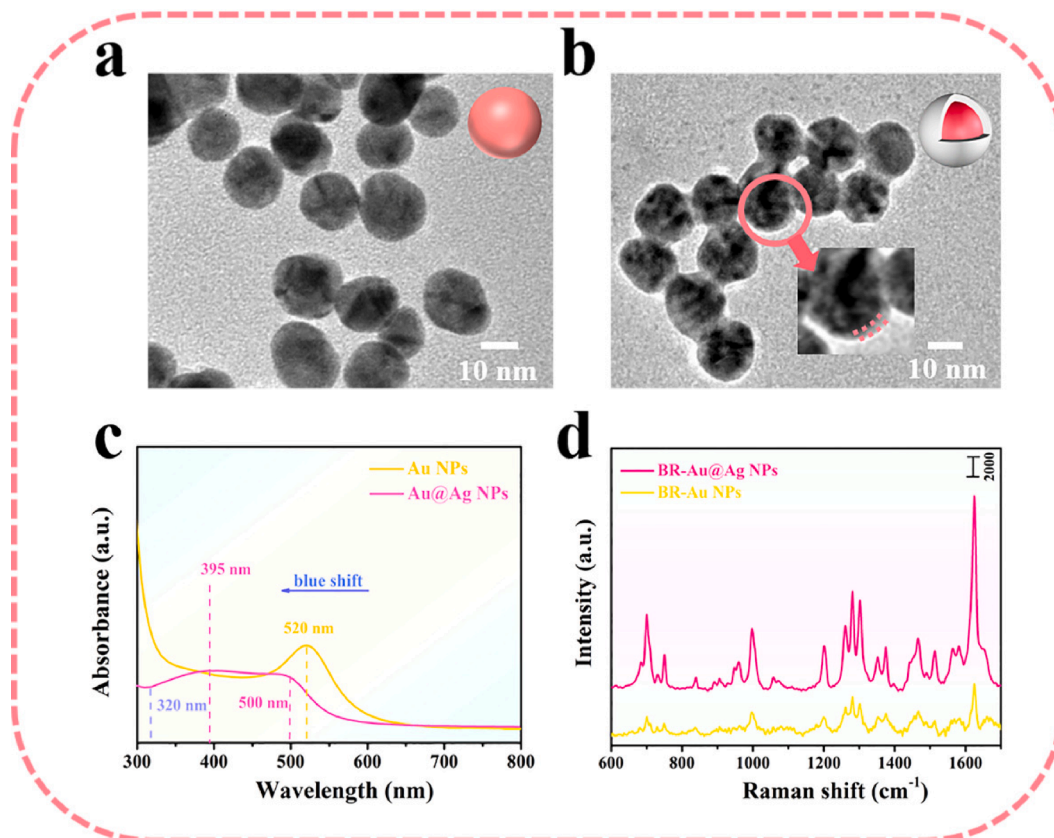 a
b
10 nm
10 nm
c
Au NPs
Au@Ag NPs
395 nm
blue shift
520 nm
320 nm
500 nm
Absorbance (a.u.)
300 400 500 600 700 800
Wavelength (nm)
d
BR-Au@Ag NPs
BR-Au NPs
2000
Intensity (a.u.)
600 800 1000 1200 1400 1600
Raman shift (cm⁻¹)